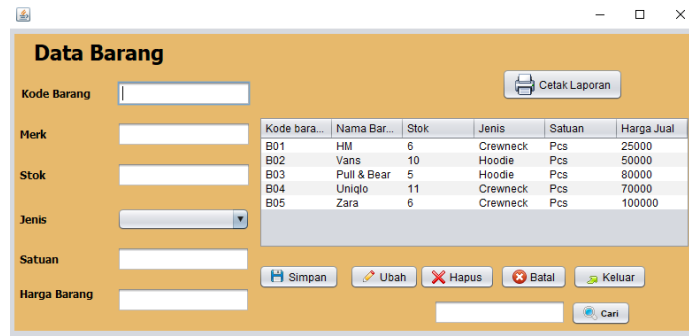 Data Barang
Cetak Laporan
Kode Barang
Merk
Stok
Jenis
Satuan
Harga Barang
Kode bara... Nama Bar... Stok Jenis Satuan Harga Jual
B01 HM 6 Crewneck Pcs 25000
B02 Vans 10 Hoodie Pcs 50000
B03 Pull & Bear 5 Hoodie Pcs 80000
B04 Uniqlo 11 Crewneck Pcs 70000
B05 Zara 6 Crewneck Pcs 100000
Simpan Ubah Hapus Batal Keluar
Cari